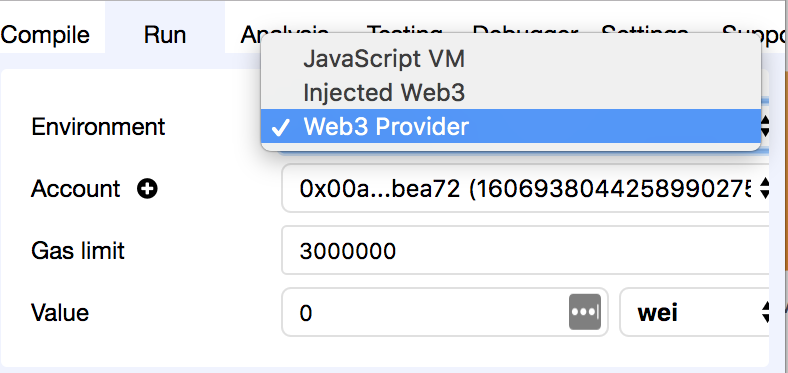 Compile Run Analysis Testing Debugger Settings Suppo
JavaScript VM
Injected Web3
Environment ✓ Web3 Provider
Account 0x00a...bea72 (1606938044258990275
Gas limit 3000000
Value 0 wei